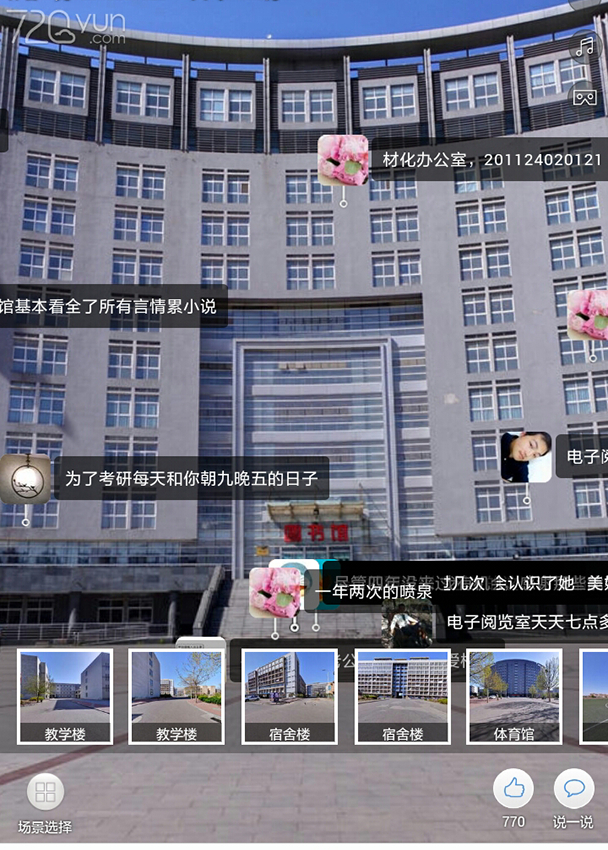 720yun
.com
材化办公室，201124020121
馆基本看全了所有言情累小说
为了考研每天和你朝九晚五的日子
电子阅
图书馆
一年两次的喷泉
过几次 会认识了她
电子阅览室天天七点多
教学楼
教学楼
宿舍楼
宿舍楼
体育馆
场景选择
770
说一说